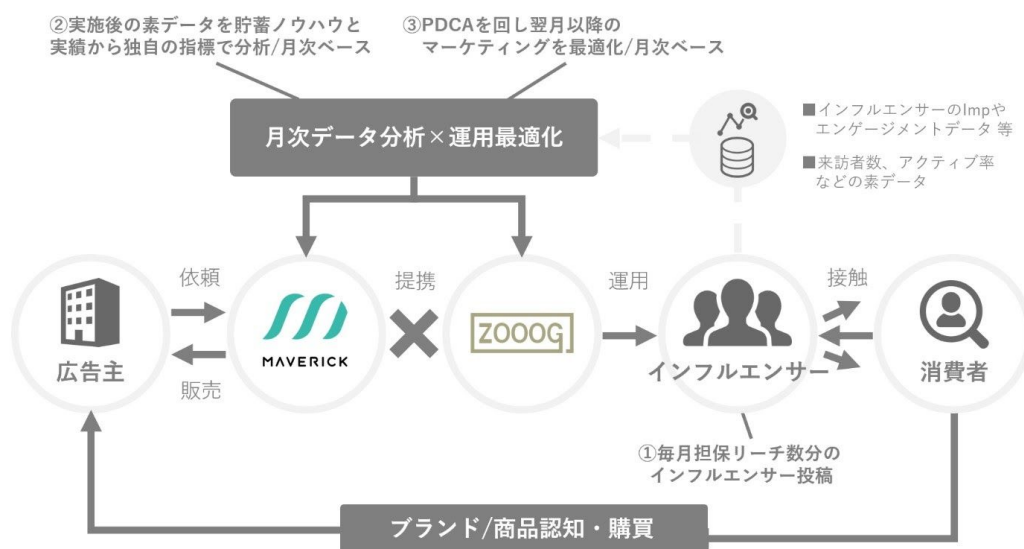 ②実施後の素データを貯蓄ノウハウと
実績から独自の指標で分析/月次ベース
③PDCAを回し翌月以降の
マーケティングを最適化/月次ベース
月次データ分析×運用最適化
■インフルエンサーのImpや
エンゲージメントデータ 等
■来訪者数、アクティブ率
などの素データ
広告主
依頼
販売
MAVERICK
提携
ZOOOG
運用
インフルエンサー
接触
消費者
①毎月担保リーチ数分の
インフルエンサー投稿
ブランド/商品認知・購買